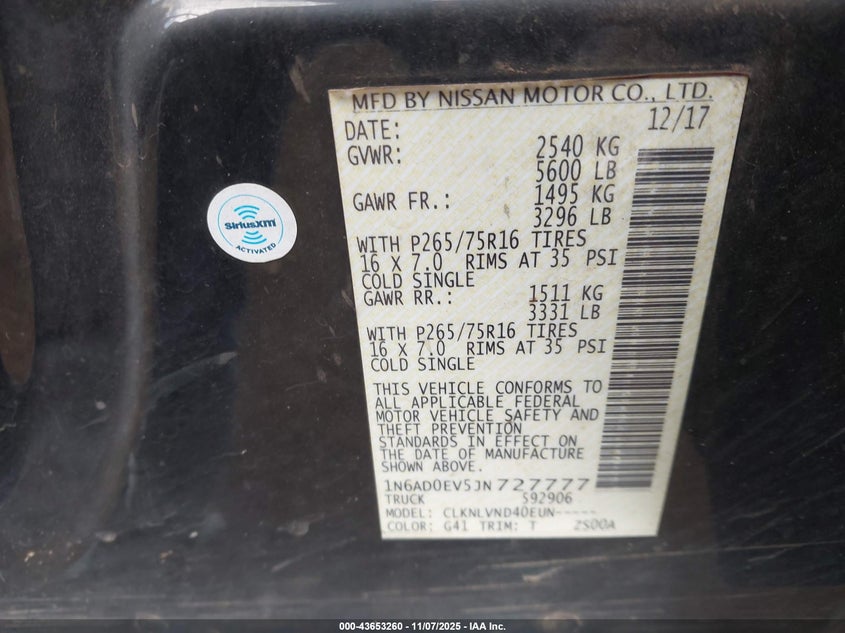 MFD BY NISSAN MOTOR CO., LTD.
DATE: 12/17
GVWR: 2540 KG
5600 LB
GAWR FR.: 1495 KG
3296 LB
WITH P265/75R16 TIRES
16 X 7.0 RIMS AT 35 PSI
COLD SINGLE
GAWR RR.: 1511 KG
3331 LB
WITH P265/75R16 TIRES
16 X 7.0 RIMS AT 35 PSI
COLD SINGLE
THIS VEHICLE CONFORMS TO
ALL APPLICABLE FEDERAL
MOTOR VEHICLE SAFETY AND
THEFT PREVENTION
STANDARDS IN EFFECT ON
THE DATE OF MANUFACTURE
SHOWN ABOVE.
1N6AD0EV5JN727777
TRUCK 592906
MODEL: CLKNLVND40EUN-----
COLOR: G41 TRIM: T 2S00A
SiriusXM
ACTIVATED
000-43653260 - 11/07/2025 - IAA Inc.